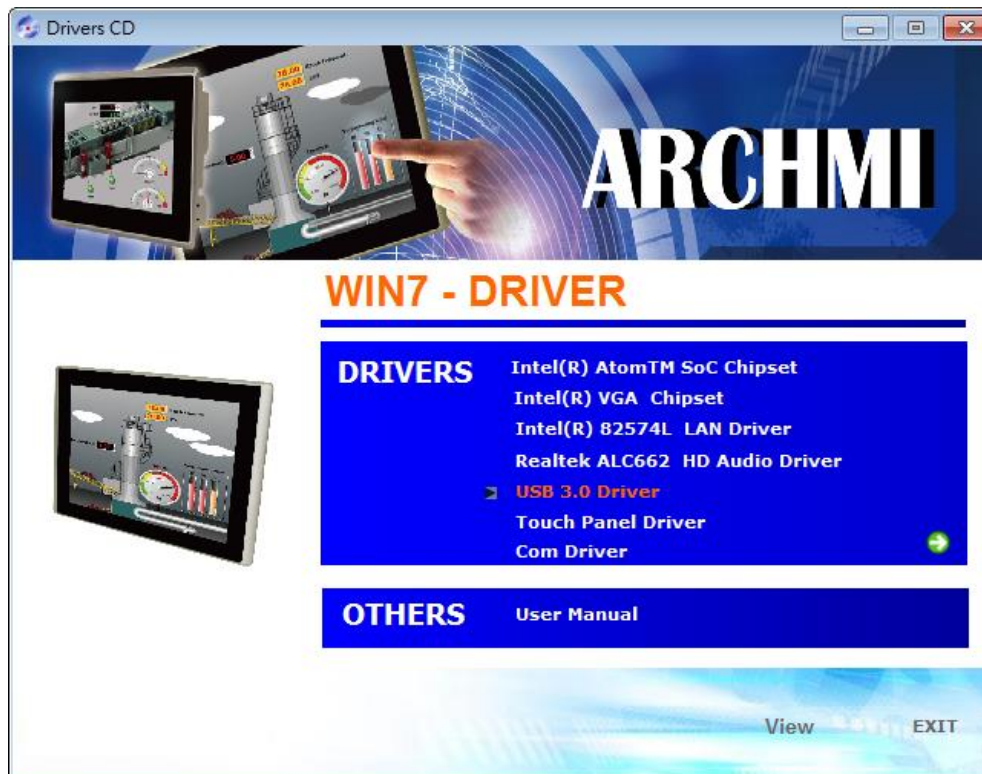 Drivers CD
ARCHMI
WIN7 - DRIVER
DRIVERS
Intel(R) AtomTM SoC Chipset
Intel(R) VGA Chipset
Intel(R) 82574L LAN Driver
Realtek ALC662 HD Audio Driver
USB 3.0 Driver
Touch Panel Driver
Com Driver
OTHERS
User Manual
View
EXIT